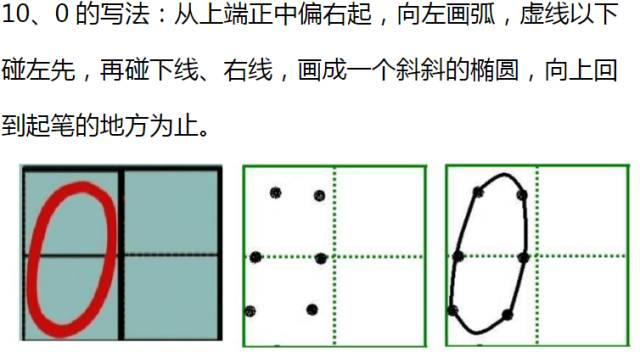 10、0的写法：从上端正中偏右起，向左画弧，虚线以下
碰左先，再碰下线、右线，画成一个斜斜的椭圆，向上回
到起笔的地方为止。
0